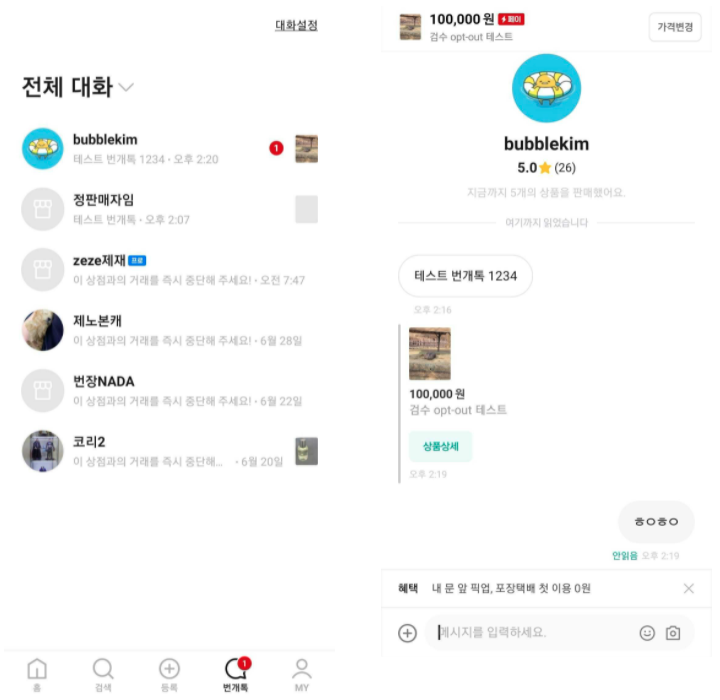 대화설정
전체 대화
bubblekim
테스트 번개톡 1234 · 오후 2:20
1
정판매자임
테스트 번개톡 · 오후 2:07
zeze제재 프로
이 상점과의 거래를 즉시 중단해 주세요! · 오전 7:47
제노본캐
이 상점과의 거래를 즉시 중단해 주세요! · 6월 28일
번장NADA
이 상점과의 거래를 즉시 중단해 주세요! · 6월 22일
코리2
이 상점과의 거래를 즉시 중단해... · 6월 20일
홈
검색
등록
1
번개톡
MY
100,000 원 페이
검수 opt-out 테스트
가격변경
bubblekim
5.0 (26)
지금까지 5개의 상품을 판매했어요.
여기까지 읽었습니다
테스트 번개톡 1234
오후 2:16
100,000 원
검수 opt-out 테스트
상품상세
오후 2:19
ㅎㅇㅎㅇ
안읽음 오후 2:19
혜택 내 문 앞 픽업, 포장택배 첫 이용 0원
메시지를 입력하세요.